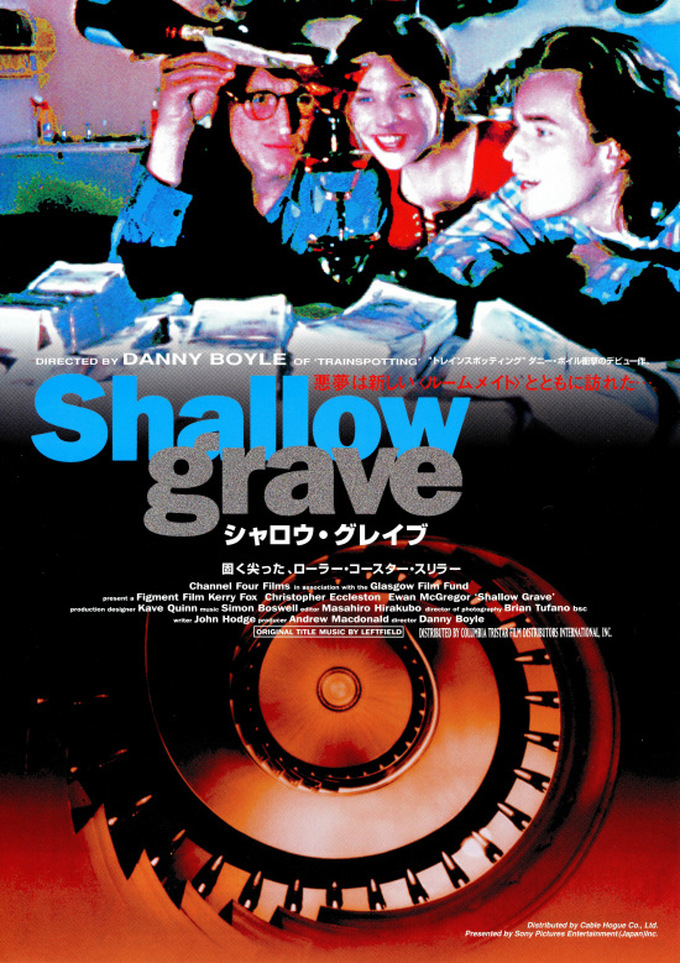 DIRECTED BY DANNY BOYLE OF ‘TRAINSPOTTING’ “トレインスポッティング” ダニー・ボイル衝撃のデビュー作。
悪夢は新しい〈ルームメイト〉とともに訪れた…
Shallow
grave
シャロウ・グレイブ
固く尖った、ローラー・コースター・スリラー
Channel Four Films in association with the Glasgow Film Fund
present a Figment Film Kerry Fox Christopher Eccleston Ewan McGregor ‘Shallow Grave’
production designer Kave Quinn music Simon Boswell editor Masahiro Hirakubo director of photography Brian Tufano bsc
writer John Hodge producer Andrew Macdonald director Danny Boyle
ORIGINAL TITLE MUSIC BY LEFTFIELD DISTRIBUTED BY COLUMBIA TRISTAR FILM DISTRIBUTORS INTERNATIONAL, INC.
Distributed by Cable Hogue Co., Ltd.
Presented by Sony Pictures Entertainment(Japan)Inc.